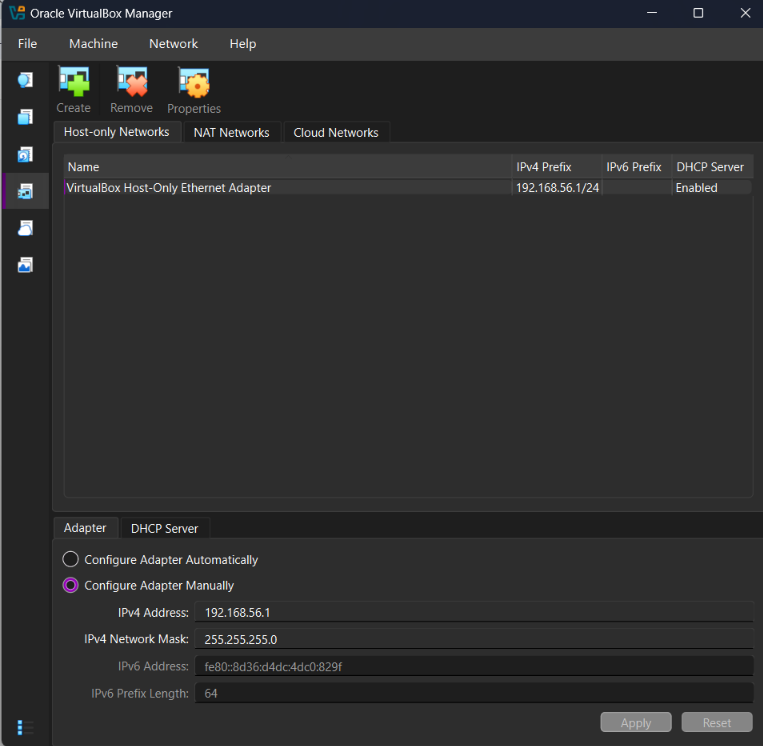 Oracle VirtualBox Manager
File Machine Network Help
Create Remove Properties
Host-only Networks NAT Networks Cloud Networks
Name IPv4 Prefix IPv6 Prefix DHCP Server
VirtualBox Host-Only Ethernet Adapter 192.168.56.1/24 Enabled
Adapter DHCP Server
Configure Adapter Automatically
Configure Adapter Manually
IPv4 Address: 192.168.56.1
IPv4 Network Mask: 255.255.255.0
IPv6 Address: fe80::8d36:d4dc:4dc0:829f
IPv6 Prefix Length: 64
Apply Reset